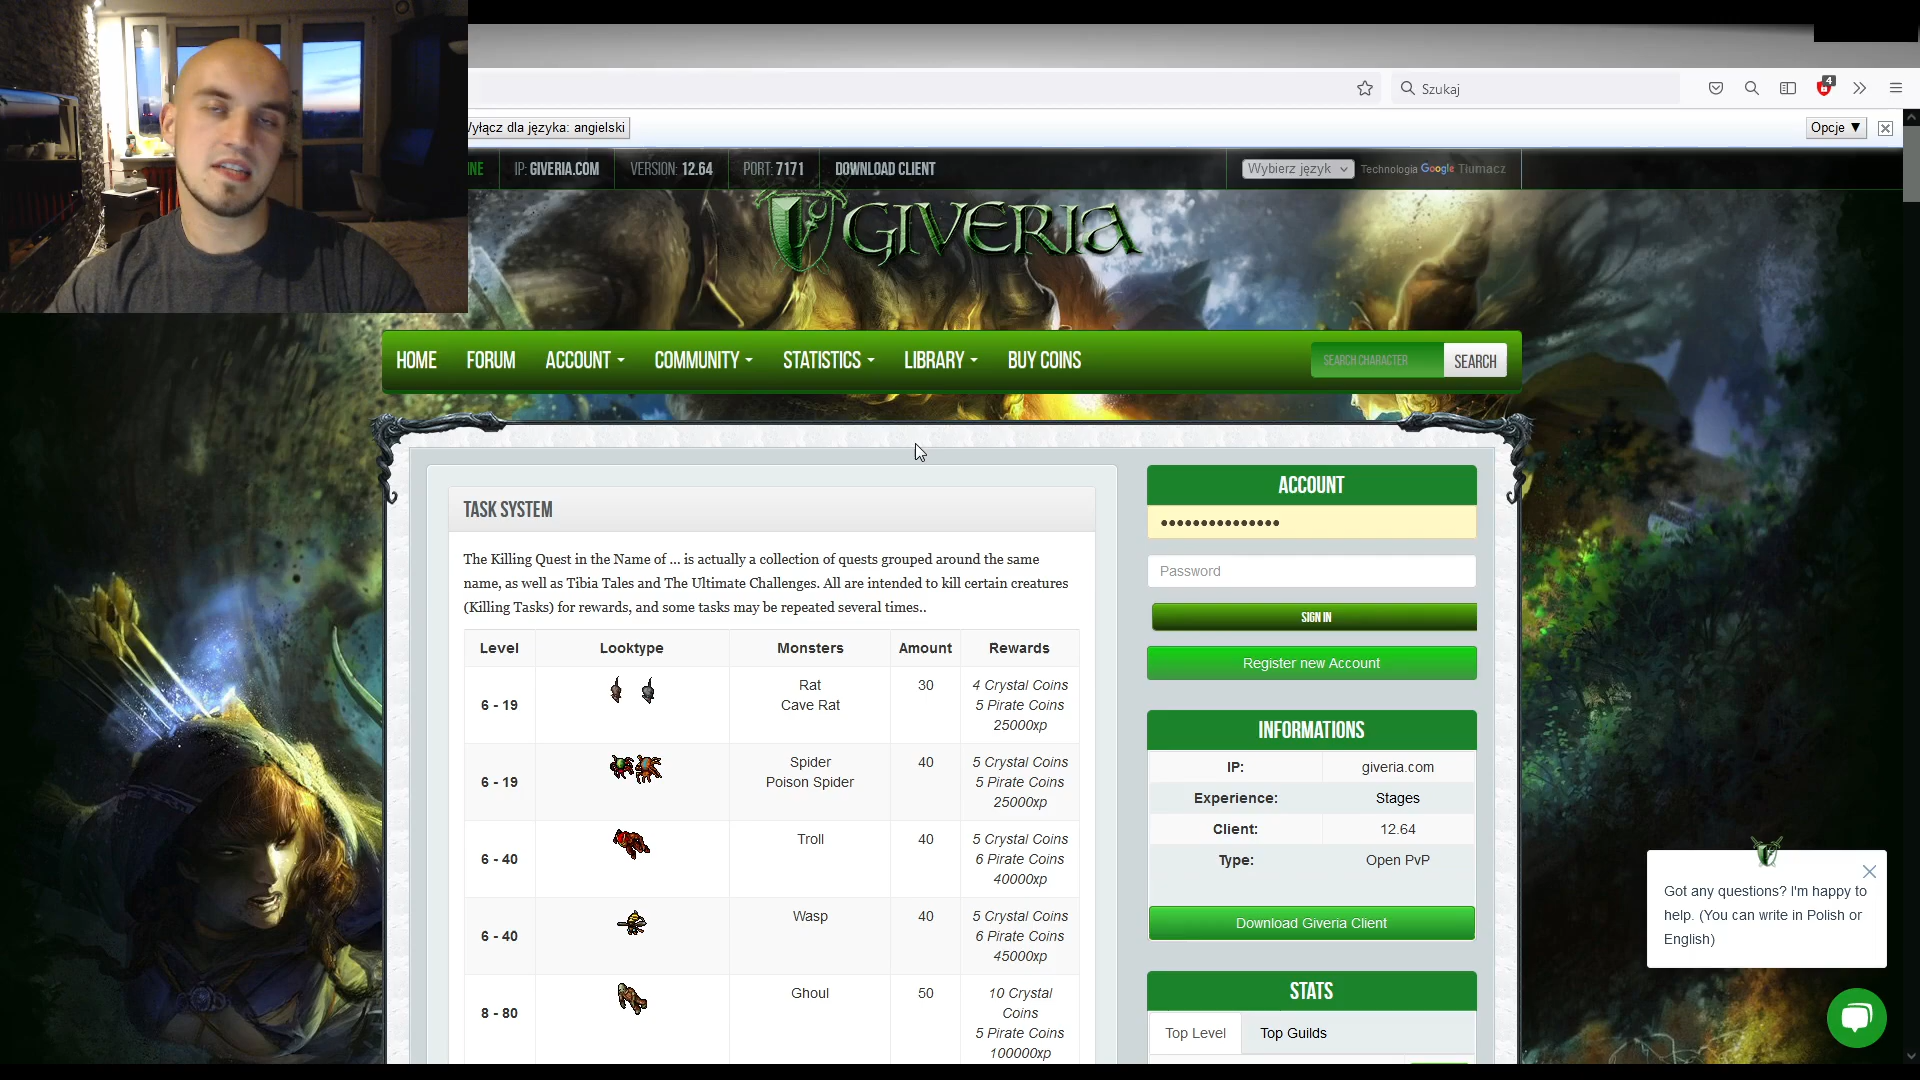 Szukaj
4
Wyłącz dla języka: angielski
Opcje ▼
NE
IP: GIVERIA.COM
VERSION: 12.64
PORT: 7171
DOWNLOAD CLIENT
Wybierz język
Technologia Google Tłumacz
GIVERIA
HOME
FORUM
ACCOUNT
COMMUNITY
STATISTICS
LIBRARY
BUY COINS
SEARCH CHARACTER
SEARCH
TASK SYSTEM
The Killing Quest in the Name of ... is actually a collection of quests grouped around the same
name, as well as Tibia Tales and The Ultimate Challenges. All are intended to kill certain creatures
(Killing Tasks) for rewards, and some tasks may be repeated several times..
Level Looktype Monsters Amount Rewards
6 - 19
Rat
Cave Rat
30
4 Crystal Coins
5 Pirate Coins
25000xp
6 - 19
Spider
Poison Spider
40
5 Crystal Coins
5 Pirate Coins
25000xp
6 - 40
Troll
40
5 Crystal Coins
6 Pirate Coins
40000xp
6 - 40
Wasp
40
5 Crystal Coins
6 Pirate Coins
45000xp
8 - 80
Ghoul
50
10 Crystal
Coins
5 Pirate Coins
100000xp
ACCOUNT
Password
SIGN IN
Register new Account
INFORMATIONS
IP: giveria.com
Experience: Stages
Client: 12.64
Type: Open PvP
Download Giveria Client
STATS
Top Level
Top Guilds
Got any questions? I'm happy to
help. (You can write in Polish or
English)